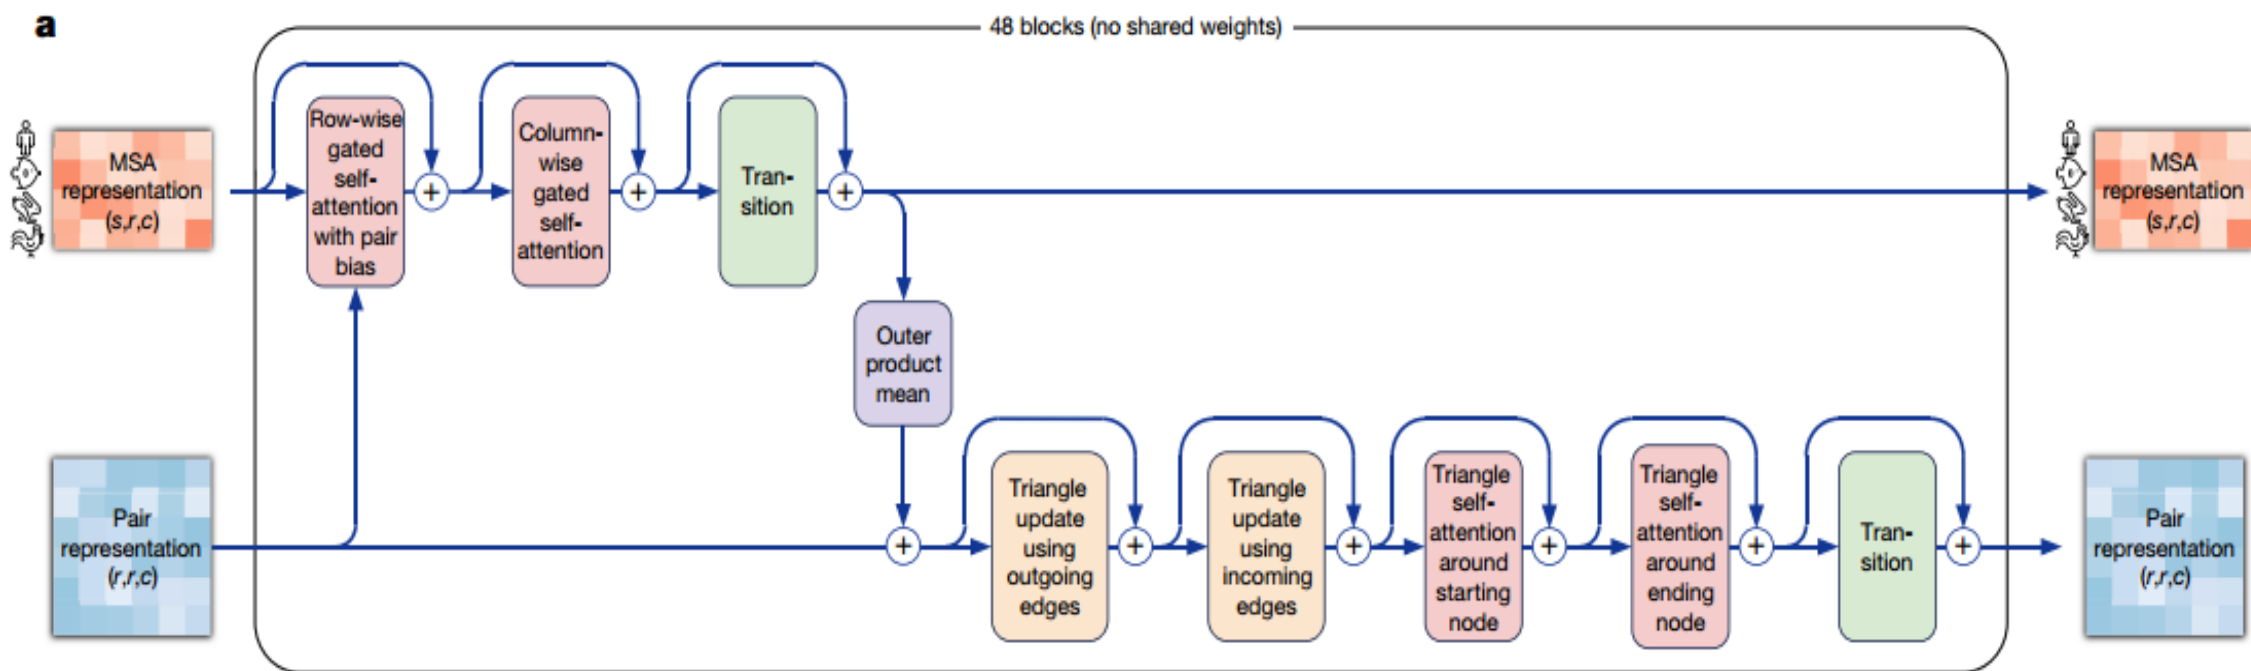 a
48 blocks (no shared weights)
MSA
representation
(s,r,c)
Row-wise
gated
self-
attention
with pair
bias
+
Column-
wise
gated
self-
attention
+
Tran-
sition
+
MSA
representation
(s,r,c)
Outer
product
mean
Pair
representation
(r,r,c)
+
Triangle
update
using
outgoing
edges
+
Triangle
update
using
incoming
edges
+
Triangle
self-
attention
around
starting
node
+
Triangle
self-
attention
around
ending
node
+
Tran-
sition
+
Pair
representation
(r,r,c)